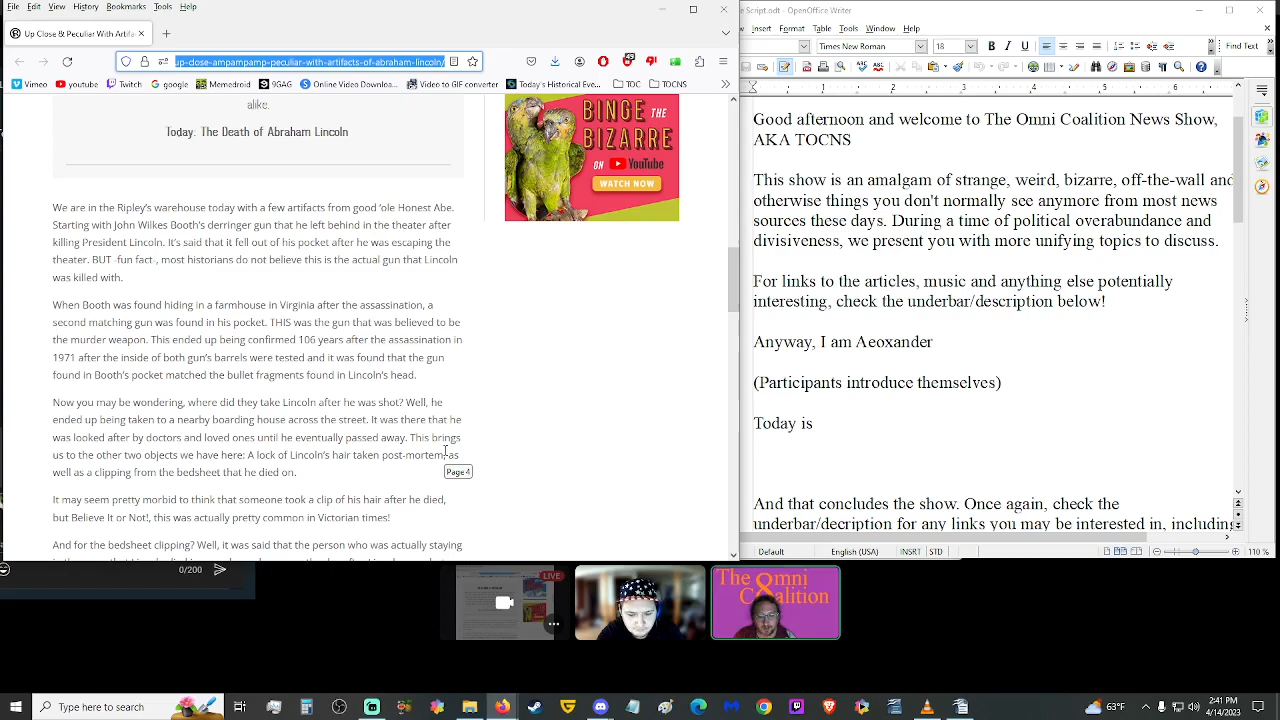 File Edit View History Bookmarks Tools Help
Up Close & Peculiar With Artifa
up-close-ampampamp-peculiar-with-artifacts-of-abraham-lincoln/
Vimeo youtube Twitch google Memedroid 9GAG Online Video Downloa... Video to GIF converter Today's Historical Eve... TOC TOCNS
alike.
Today. The Death of Abraham Lincoln
BINGE THE
BIZARRE
ON YouTube
WATCH NOW
We are in the Ripley's warehouse today with a few artifacts from good 'ole Honest Abe.
Starting with John Wilkes Booth's derringer gun that he left behind in the theater after
killing President Lincoln. It's said that it fell out of his pocket after he was escaping the
theater. BUT -fun fact-, most historians do not believe this is the actual gun that Lincoln
was killed with.
When Booth was found hiding in a farmhouse in Virginia after the assassination, a
second matching gun was found in his pocket. THIS was the gun that was believed to be
the murder weapon. This ended up being confirmed 106 years after the assassination in
1971 after the inside of both gun's barrels were tested and it was found that the gun
found in Booth's pocket matched the bullet fragments found in Lincoln's head.
Now you may be wondering, where did they take Lincoln after he was shot? Well, he
ended up being taken to a nearby boarding house across the street. It was there that he
was looked after by doctors and loved ones until he eventually passed away. This brings
us to the other two objects we have here: A lock of Lincoln's hair taken post-mortem, as
well as a clipping from the bedsheet that he died on.
Page 4
It may seem pretty morbid to think that someone took a clip of his hair after he died,
but Believe It or Not!, this was actually pretty common in Victorian times!
And for the bedsheet clipping? Well, it was said that the person who was actually staying
0/200
e Script.odt - OpenOffice Writer
nsert View Format Table Tools Window Help
Times New Roman 18 B I U Find Text
1 2 3 4 5 6 7
Good afternoon and welcome to The Omni Coalition News Show,
AKA TOCNS
This show is an amalgam of strange, weird, bizarre, off-the-wall and
otherwise things you don't normally see anymore from most news
sources these days. During a time of political overabundance and
divisiveness, we present you with more unifying topics to discuss.
For links to the articles, music and anything else potentially
interesting, check the underbar/description below!
Anyway, I am Aeoxander
(Participants introduce themselves)
Today is
And that concludes the show. Once again, check the
underbar/decription for any links you may be interested in, including
Default English (USA) INSRT STD 110 %
LIVE
The Omni
Coalition
Type here to search
63°F
2:41 PM
4/14/2023